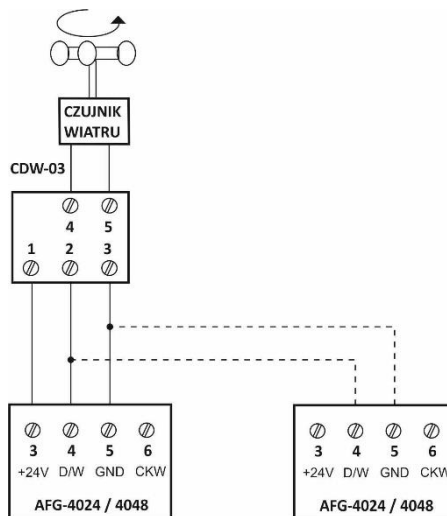 CZUJNIK
WIATRU
CDW-03
4 5
1 2 3
3 4 5 6
+24V D/W GND CKW
AFG-4024 / 4048
3 4 5 6
+24V D/W GND CKW
AFG-4024 / 4048